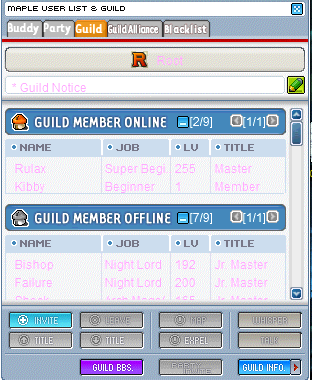 MAPLE USER LIST & GUILD
Buddy Party Guild Guild Alliance Blacklist
R Root
* Guild Notice
GUILD MEMBER ONLINE [2/9] [1/1]
NAME JOB LV TITLE
Rulax Super Begi 255 Master
Kibby Beginner 1 Member
GUILD MEMBER OFFLINE [7/9] [1/1]
NAME JOB LV TITLE
Bishop Night Lord 192 Jr. Master
Failure Night Lord 200 Jr. Master
INVITE LEAVE MAP WHISPER
TITLE TITLE EXPEL TALK
GUILD BBS. PARTY INVITE GUILD INFO.